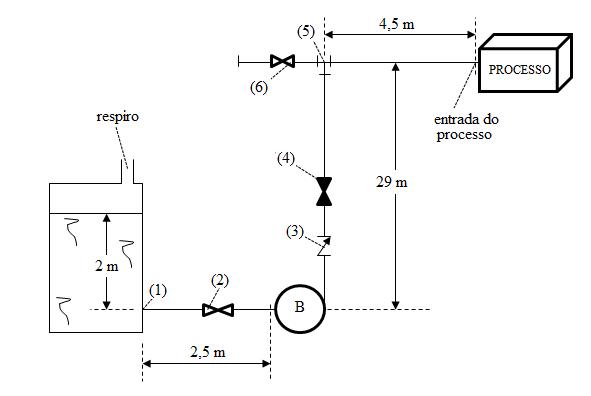 (5)
4,5 m
PROCESSO
(6)
entrada do
processo
respiro
(4)
29 m
(3)
2 m
(1)
(2)
B
2,5 m